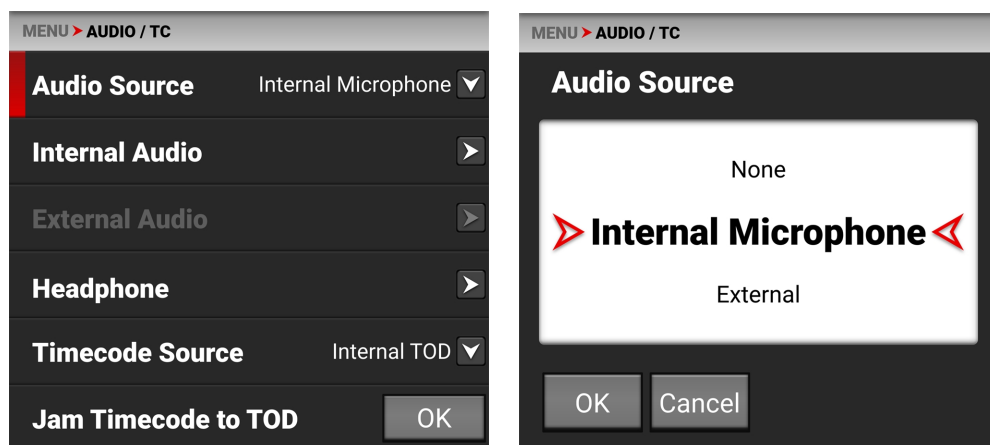 MENU > AUDIO / TC
Audio Source Internal Microphone
Internal Audio
External Audio
Headphone
Timecode Source Internal TOD
Jam Timecode to TOD OK
MENU > AUDIO / TC
Audio Source
None
Internal Microphone
External
OK Cancel